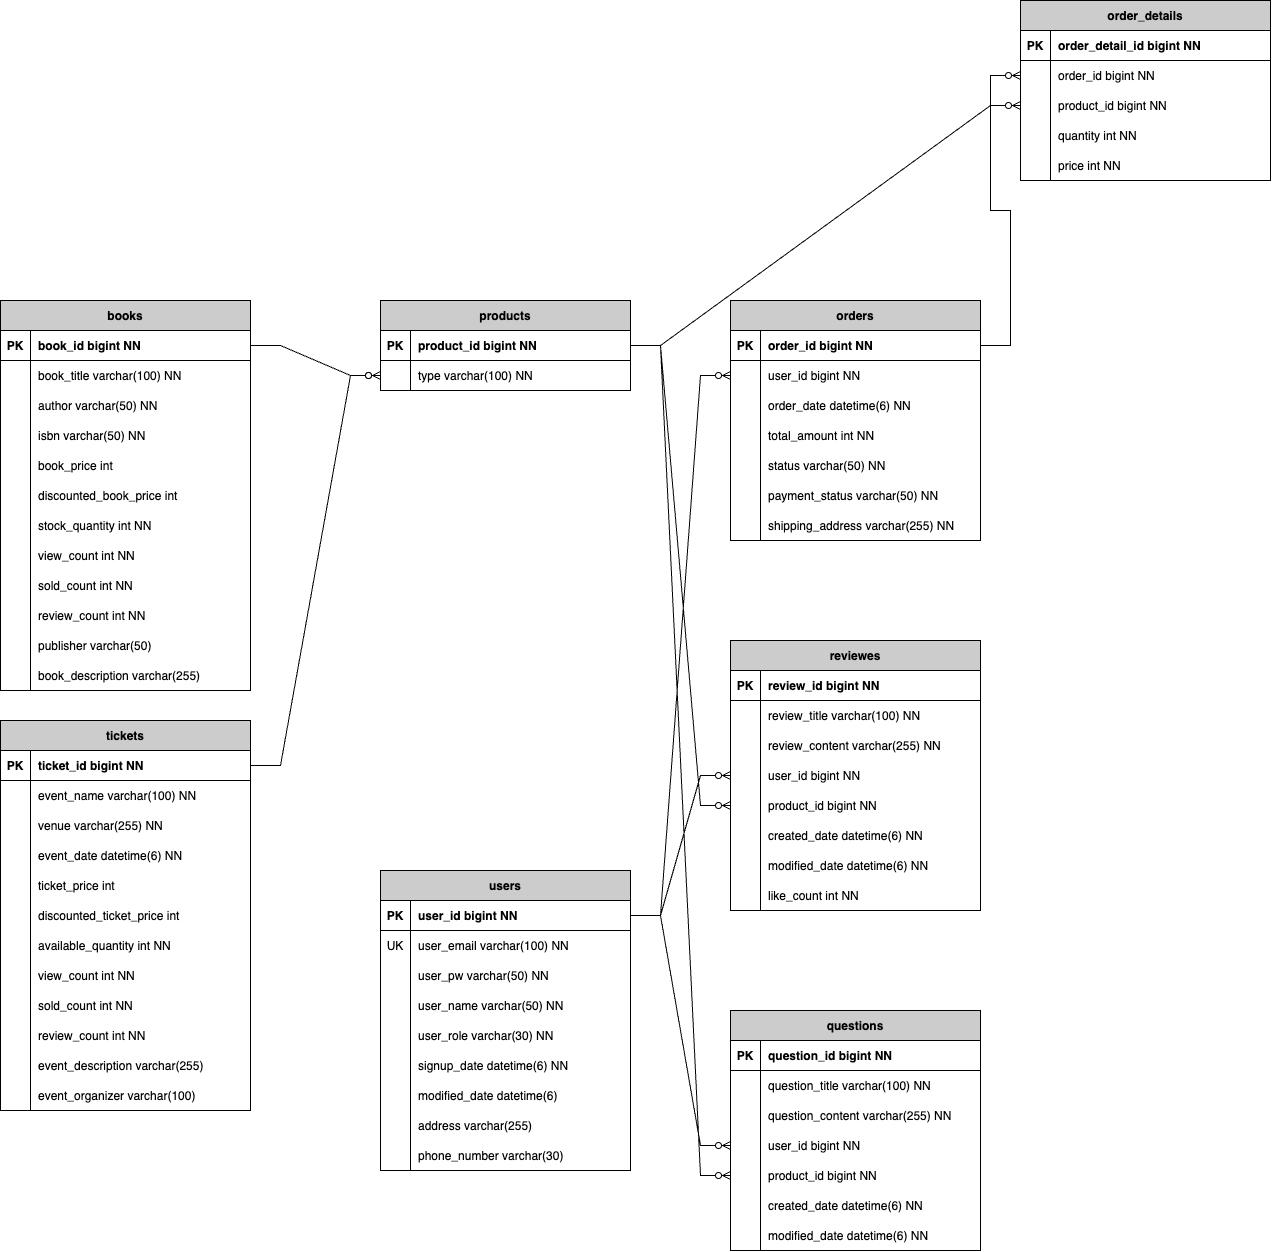 order_details
PK order_detail_id bigint NN
order_id bigint NN
product_id bigint NN
quantity int NN
price int NN
books
PK book_id bigint NN
book_title varchar(100) NN
author varchar(50) NN
isbn varchar(50) NN
book_price int
discounted_book_price int
stock_quantity int NN
view_count int NN
sold_count int NN
review_count int NN
publisher varchar(50)
book_description varchar(255)
products
PK product_id bigint NN
type varchar(100) NN
orders
PK order_id bigint NN
user_id bigint NN
order_date datetime(6) NN
total_amount int NN
status varchar(50) NN
payment_status varchar(50) NN
shipping_address varchar(255) NN
reviewes
PK review_id bigint NN
review_title varchar(100) NN
review_content varchar(255) NN
user_id bigint NN
product_id bigint NN
created_date datetime(6) NN
modified_date datetime(6) NN
like_count int NN
tickets
PK ticket_id bigint NN
event_name varchar(100) NN
venue varchar(255) NN
event_date datetime(6) NN
ticket_price int
discounted_ticket_price int
available_quantity int NN
view_count int NN
sold_count int NN
review_count int NN
event_description varchar(255)
event_organizer varchar(100)
users
PK user_id bigint NN
UK user_email varchar(100) NN
user_pw varchar(50) NN
user_name varchar(50) NN
user_role varchar(30) NN
signup_date datetime(6) NN
modified_date datetime(6)
address varchar(255)
phone_number varchar(30)
questions
PK question_id bigint NN
question_title varchar(100) NN
question_content varchar(255) NN
user_id bigint NN
product_id bigint NN
created_date datetime(6) NN
modified_date datetime(6) NN